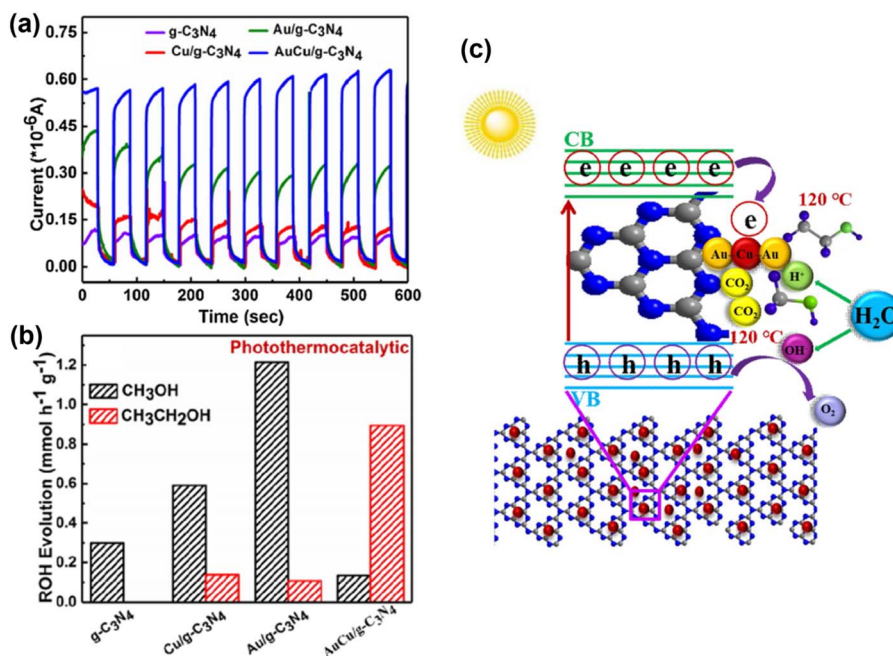 (a)
g-C3N4 Au/g-C3N4
Cu/g-C3N4 AuCu/g-C3N4
Current (*10-6A)
0.75
0.60
0.45
0.30
0.15
0.00
0 100 200 300 400 500 600
Time (sec)
(b)
Photothermocatalytic
CH3OH
CH3CH2OH
ROH Evolution (mmol h-1 g-1)
1.2
1.0
0.8
0.6
0.4
0.2
0.0
g-C3N4
Cu/g-C3N4
Au/g-C3N4
AuCu/g-C3N4
(c)
CB
e e e e
120 °C
e
Au Cu Au
H+
CO2
CO2
H2O
120 °C
OH-
h h h h
VB
O2